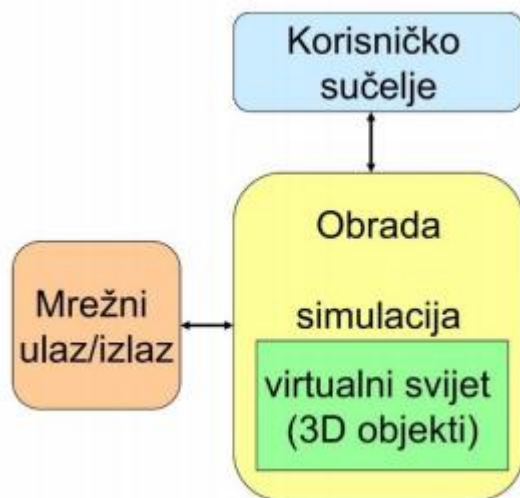 Korisničko
sučelje
Obrada
Mrežni
ulaz/izlaz
simulacija
virtualni svijet
(3D objekti)